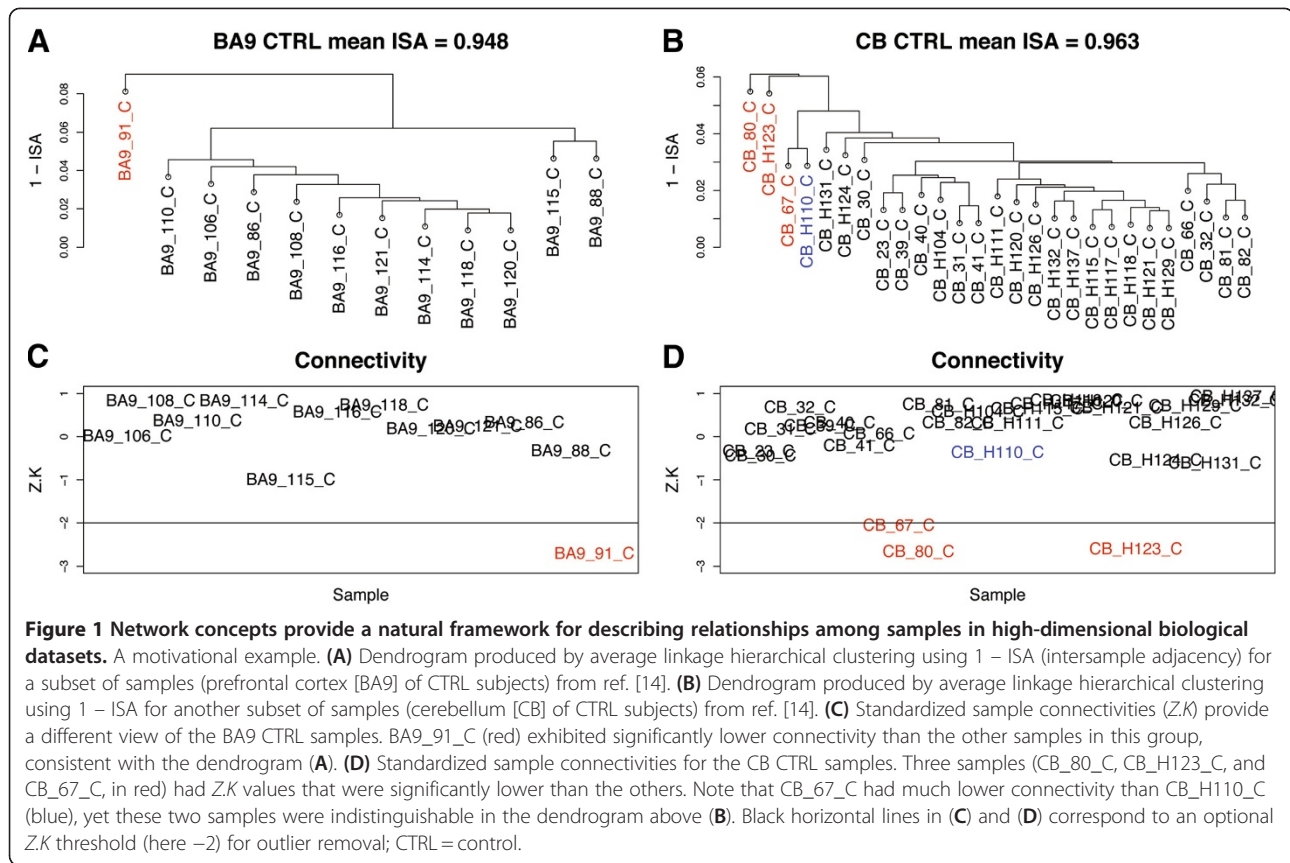 A
BA9 CTRL mean ISA = 0.948
1 – ISA
0.00 0.02 0.04 0.06 0.08
BA9_91_C
BA9_110_C
BA9_106_C
BA9_86_C
BA9_108_C
BA9_116_C
BA9_121_C
BA9_114_C
BA9_118_C
BA9_120_C
BA9_115_C
BA9_88_C
B
CB CTRL mean ISA = 0.963
1 – ISA
0.00 0.02 0.04 0.06
CB_80_C
CB_H123_C
CB_67_C
CB_H110_C
CB_H131_C
CB_H124_C
CB_30_C
CB_23_C
CB_39_C
CB_40_C
CB_H104_C
CB_31_C
CB_41_C
CB_H111_C
CB_H120_C
CB_H126_C
CB_H132_C
CB_H137_C
CB_H115_C
CB_H117_C
CB_H118_C
CB_H121_C
CB_H129_C
CB_66_C
CB_32_C
CB_81_C
CB_82_C
C
Connectivity
Z.K
1
0
-1
-2
-3
BA9_108_C
BA9_114_C
BA9_118_C
BA9_116_C
BA9_110_C
BA9_86_C
BA9_121_C
BA9_120_C
BA9_106_C
BA9_88_C
BA9_115_C
BA9_91_C
Sample
D
Connectivity
Z.K
1
0
-1
-2
-3
CB_H137_C
CB_H132_C
CB_32_C
CB_81_C
CB_H104_C
CB_H115_C
CB_H121_C
CB_H129_C
CB_40_C
CB_39_C
CB_31_C
CB_82_C
CB_H111_C
CB_H126_C
CB_66_C
CB_41_C
CB_23_C
CB_30_C
CB_H110_C
CB_H124_C
CB_H131_C
CB_67_C
CB_80_C
CB_H123_C
Sample
Figure 1 Network concepts provide a natural framework for describing relationships among samples in high-dimensional biological
datasets. A motivational example. (A) Dendrogram produced by average linkage hierarchical clustering using 1 – ISA (intersample adjacency) for
a subset of samples (prefrontal cortex [BA9] of CTRL subjects) from ref. [14]. (B) Dendrogram produced by average linkage hierarchical clustering
using 1 – ISA for another subset of samples (cerebellum [CB] of CTRL subjects) from ref. [14]. (C) Standardized sample connectivities (Z.K) provide
a different view of the BA9 CTRL samples. BA9_91_C (red) exhibited significantly lower connectivity than the other samples in this group,
consistent with the dendrogram (A). (D) Standardized sample connectivities for the CB CTRL samples. Three samples (CB_80_C, CB_H123_C, and
CB_67_C, in red) had Z.K values that were significantly lower than the others. Note that CB_67_C had much lower connectivity than CB_H110_C
(blue), yet these two samples were indistinguishable in the dendrogram above (B). Black horizontal lines in (C) and (D) correspond to an optional
Z.K threshold (here −2) for outlier removal; CTRL = control.